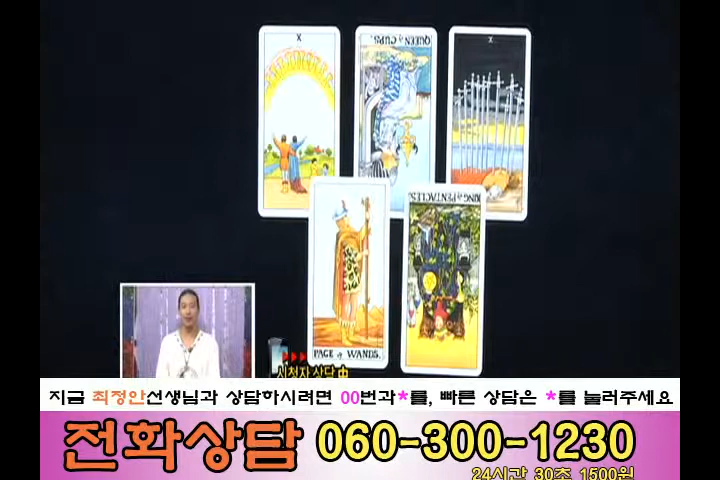 X
QUEEN of CUPS.
X
PAGE of WANDS.
KING of PENTACLES.
시청자 상담 中
지금 최정안선생님과 상담하시려면 00번과*를, 빠른 상담은 *를 눌러주세요
전화상담 060-300-1230
24시간 30초 1500원